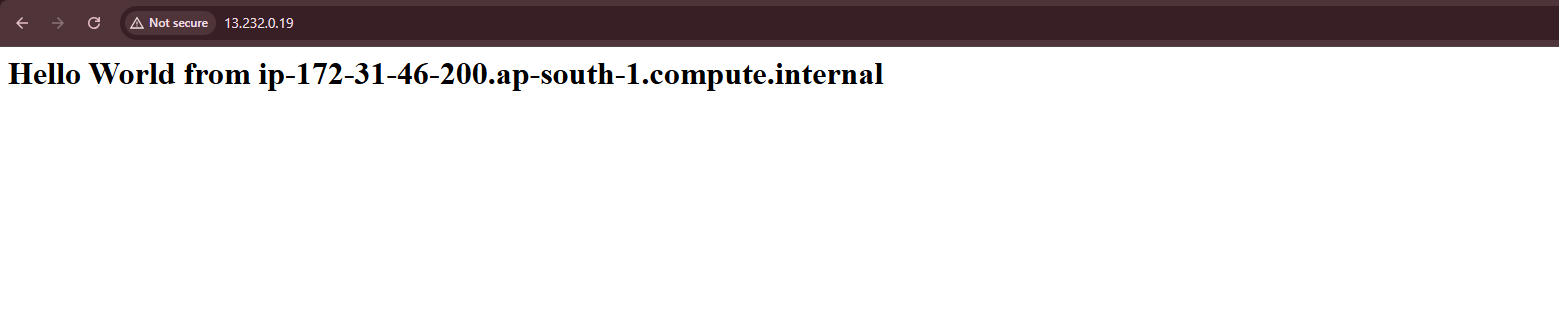 Not secure 13.232.0.19
Hello World from ip-172-31-46-200.ap-south-1.compute.internal